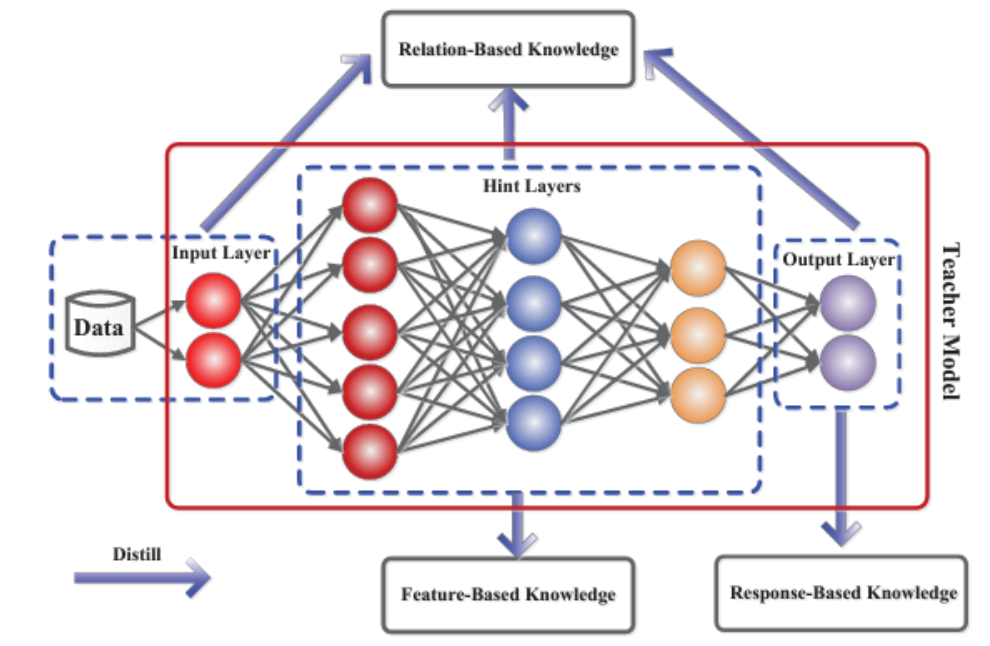 Relation-Based Knowledge
Hint Layers
Input Layer
Output Layer
Data
Teacher Model
Distill
Feature-Based Knowledge
Response-Based Knowledge